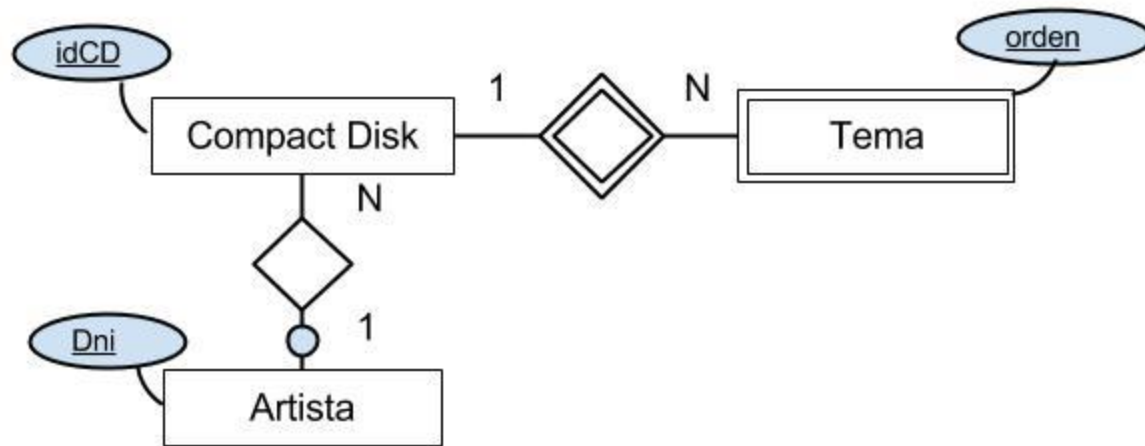 idCD
orden
1
N
Compact Disk
Tema
N
1
Dni
Artista